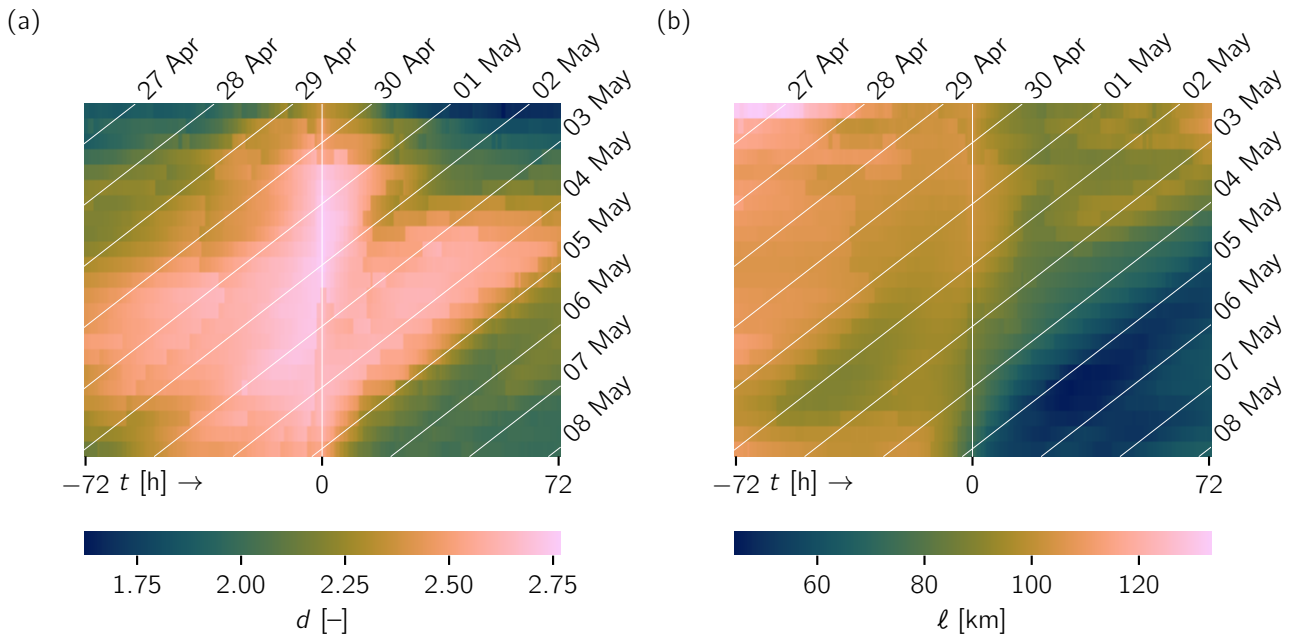 (a)
27 Apr
28 Apr
29 Apr
30 Apr
01 May
02 May
03 May
04 May
05 May
06 May
07 May
08 May
−72 t [h] → 0 72
1.75 2.00 2.25 2.50 2.75
d [–]
(b)
27 Apr
28 Apr
29 Apr
30 Apr
01 May
02 May
03 May
04 May
05 May
06 May
07 May
08 May
−72 t [h] → 0 72
60 80 100 120
ℓ [km]